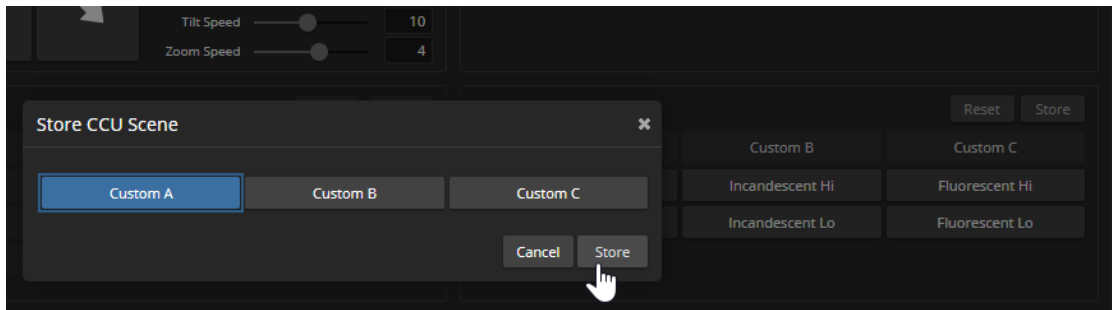 Tilt Speed 10
Zoom Speed 4
Reset Store
Store CCU Scene
Custom B Custom C
Custom A Custom B Custom C
Incandescent Hi Fluorescent Hi
Incandescent Lo Fluorescent Lo
Cancel Store